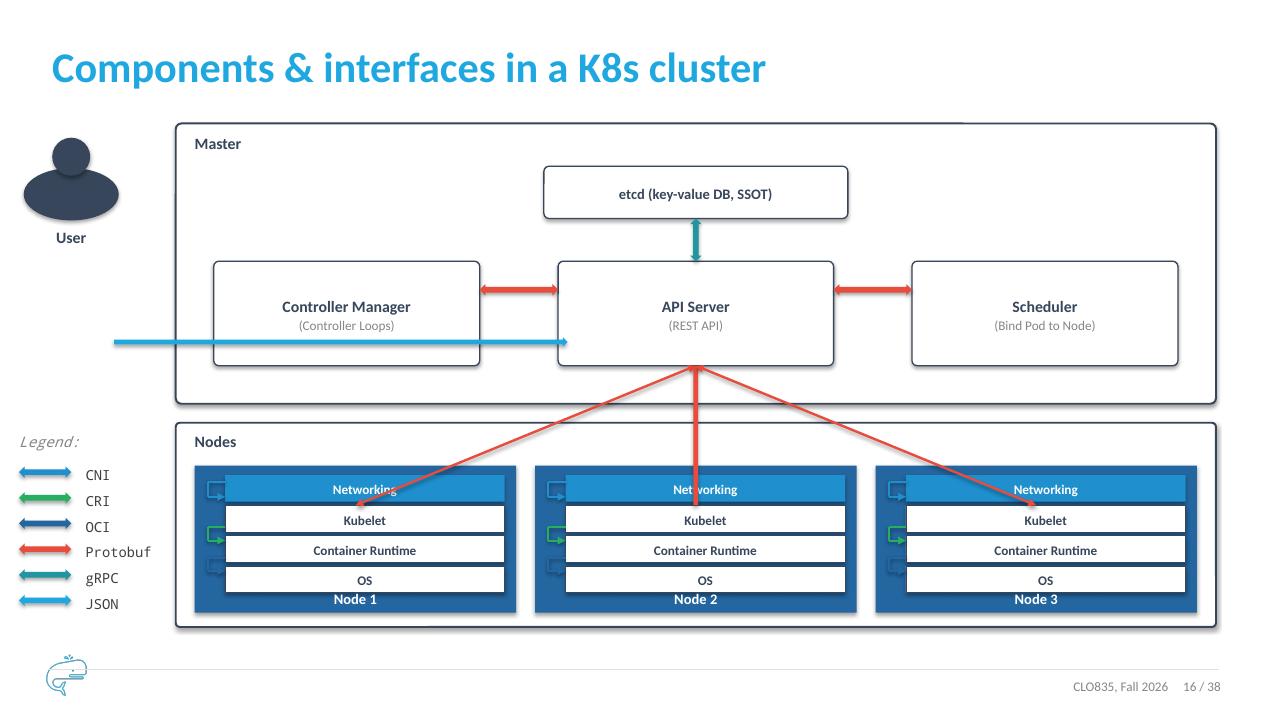 Components & interfaces in a K8s cluster
Master
User
etcd (key-value DB, SSOT)
Controller Manager
(Controller Loops)
API Server
(REST API)
Scheduler
(Bind Pod to Node)
Legend:
CNI
CRI
OCI
Protobuf
gRPC
JSON
Nodes
Networking
Kubelet
Container Runtime
OS
Node 1
Networking
Kubelet
Container Runtime
OS
Node 2
Networking
Kubelet
Container Runtime
OS
Node 3
CLO835, Fall 2026 16 / 38